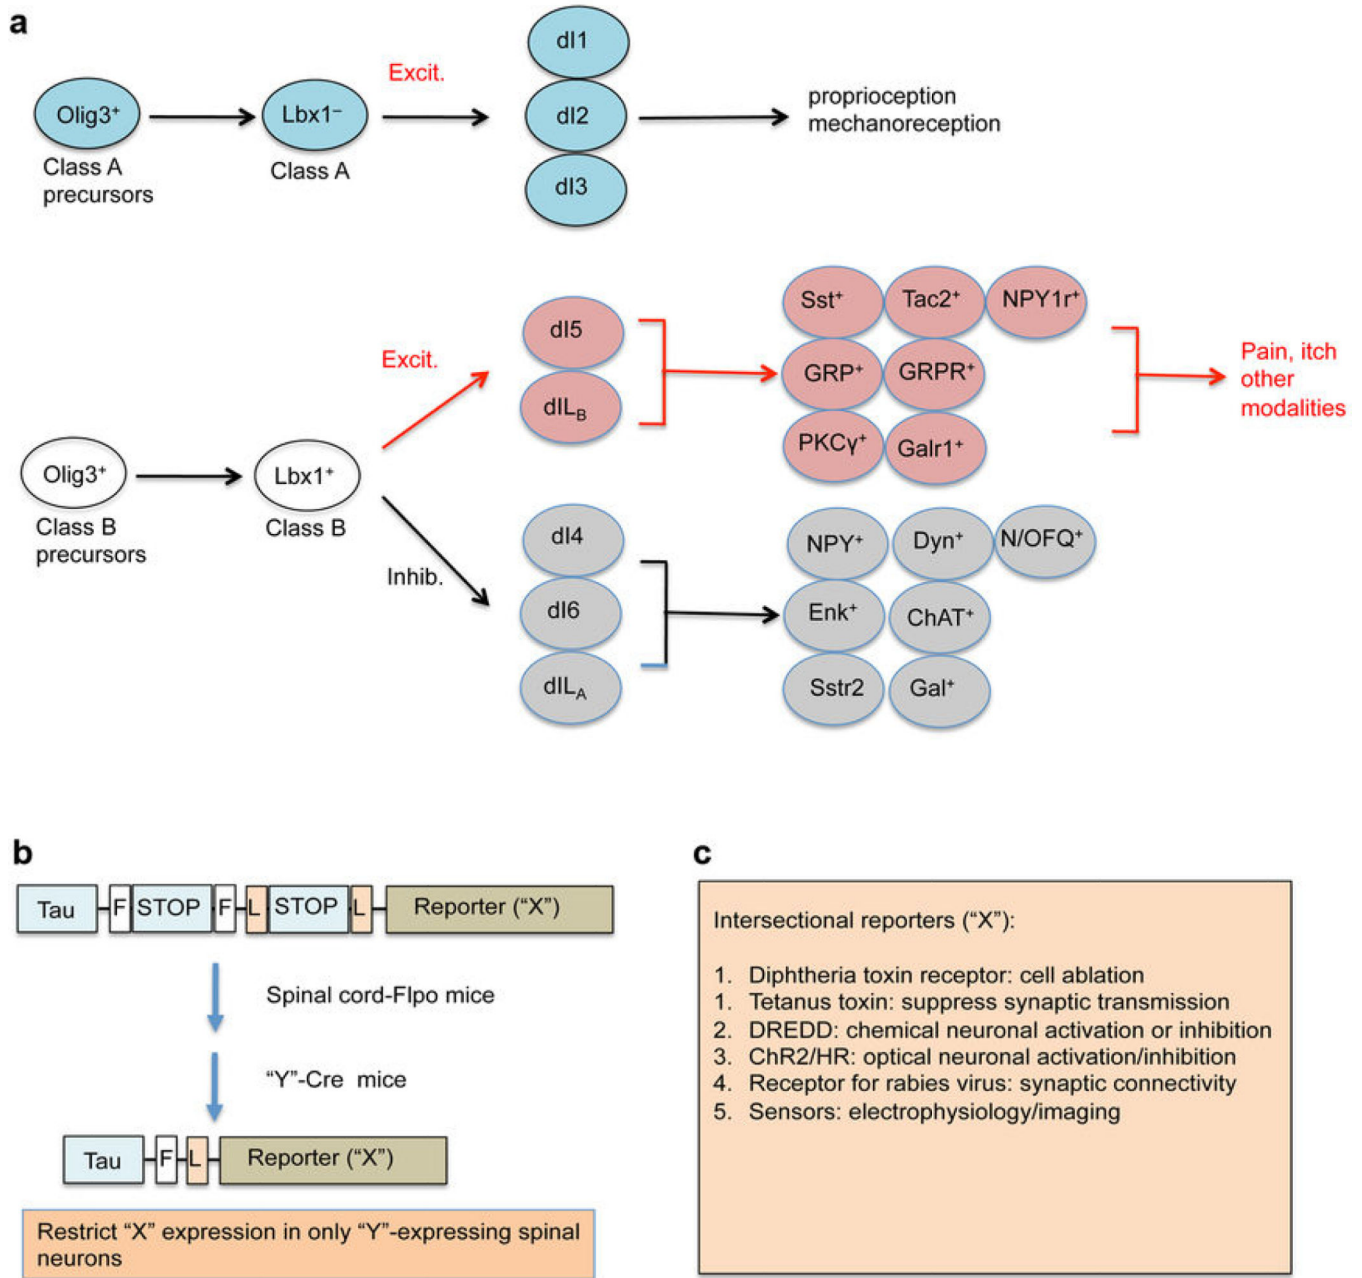 a
Olig3⁺
Class A
precursors
Lbx1⁻
Class A
Excit.
dI1
dI2
dI3
proprioception
mechanoreception
Olig3⁺
Class B
precursors
Lbx1⁺
Class B
Excit.
dI5
dIL_B
Sst⁺
Tac2⁺
NPY1r⁺
GRP⁺
GRPR⁺
PKCγ⁺
Galr1⁺
Pain, itch
other
modalities
Inhib.
dI4
dI6
dIL_A
NPY⁺
Dyn⁺
N/OFQ⁺
Enk⁺
ChAT⁺
Sstr2
Gal⁺
b
Tau F STOP F L STOP L Reporter (“X”)
Spinal cord-Flpo mice
“Y”-Cre mice
Tau F L Reporter (“X”)
Restrict “X” expression in only “Y”-expressing spinal
neurons
c
Intersectional reporters (“X”):
1. Diphtheria toxin receptor: cell ablation
1. Tetanus toxin: suppress synaptic transmission
2. DREDD: chemical neuronal activation or inhibition
3. ChR2/HR: optical neuronal activation/inhibition
4. Receptor for rabies virus: synaptic connectivity
5. Sensors: electrophysiology/imaging